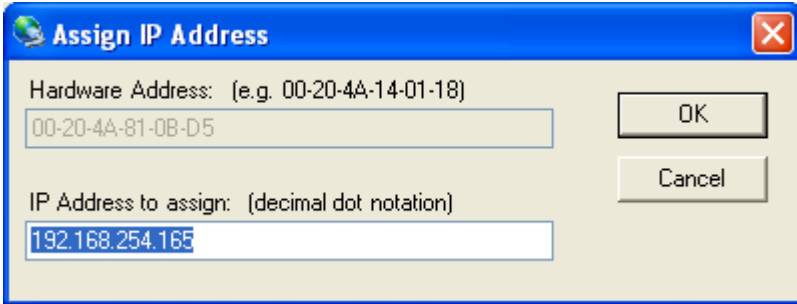 Assign IP Address
Hardware Address: (e.g. 00-20-4A-14-01-18)
00-20-4A-81-0B-D5
OK
Cancel
IP Address to assign: (decimal dot notation)
192.168.254.165